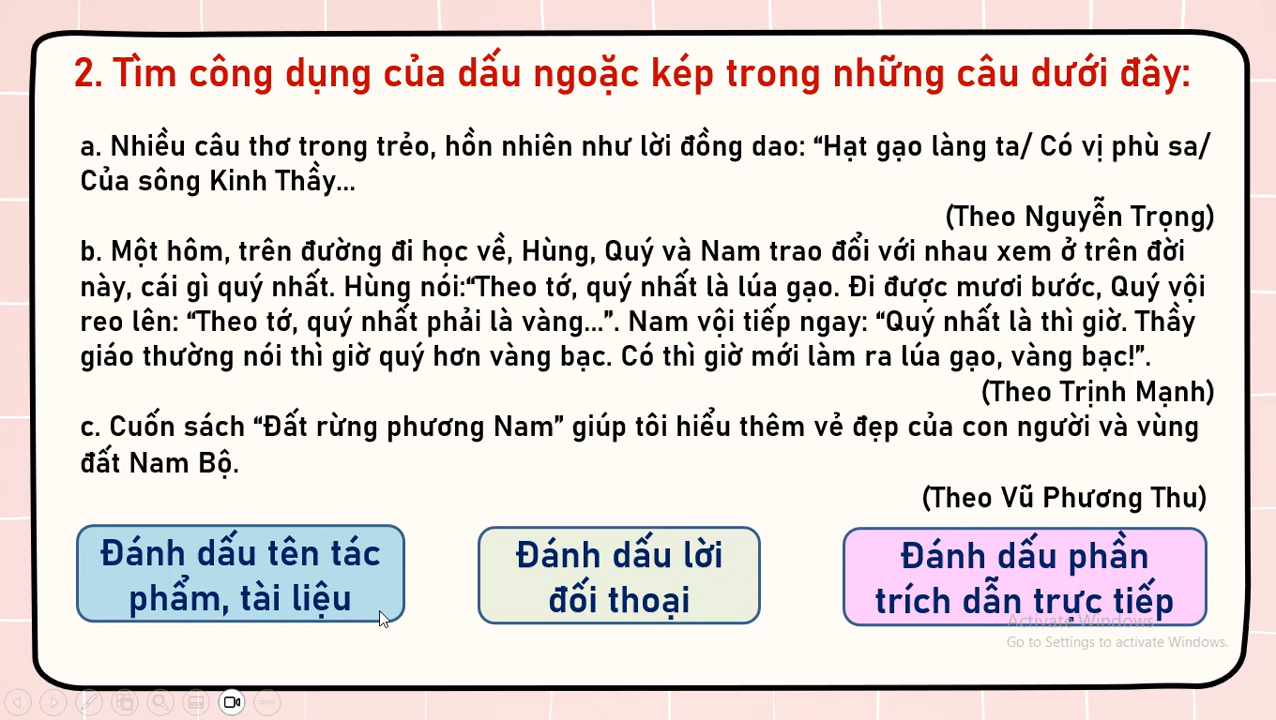 2. Tìm công dụng của dấu ngoặc kép trong những câu dưới đây:
a. Nhiều câu thơ trong trẻo, hồn nhiên như lời đồng dao: “Hạt gạo làng ta/ Có vị phù sa/
Của sông Kinh Thầy...
(Theo Nguyễn Trọng)
b. Một hôm, trên đường đi học về, Hùng, Quý và Nam trao đổi với nhau xem ở trên đời
này, cái gì quý nhất. Hùng nói:“Theo tớ, quý nhất là lúa gạo. Đi được mươi bước, Quý vội
reo lên: “Theo tớ, quý nhất phải là vàng...”. Nam vội tiếp ngay: “Quý nhất là thì giờ. Thầy
giáo thường nói thì giờ quý hơn vàng bạc. Có thì giờ mới làm ra lúa gạo, vàng bạc!”.
(Theo Trịnh Mạnh)
c. Cuốn sách “Đất rừng phương Nam” giúp tôi hiểu thêm vẻ đẹp của con người và vùng
đất Nam Bộ.
(Theo Vũ Phương Thu)
Đánh dấu tên tác
phẩm, tài liệu
Đánh dấu lời
đối thoại
Đánh dấu phần
trích dẫn trực tiếp
Activate Windows
Go to Settings to activate Windows.